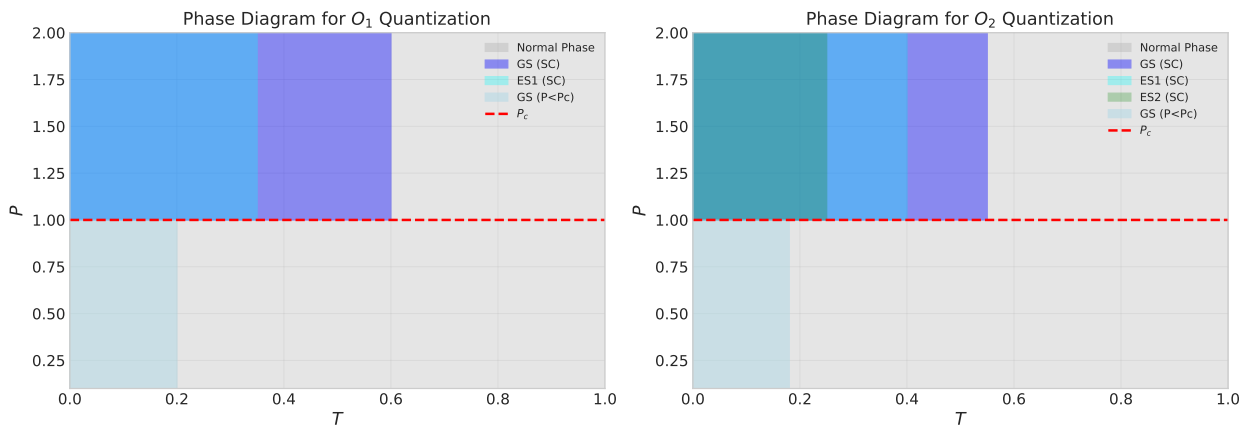 Phase Diagram for O₁ Quantization
2.00
1.75
1.50
1.25
1.00
0.75
0.50
0.25
P
0.0
0.2
0.4
0.6
0.8
1.0
T
Normal Phase
GS (SC)
ES1 (SC)
GS (P<Pc)
P_c
Phase Diagram for O₂ Quantization
2.00
1.75
1.50
1.25
1.00
0.75
0.50
0.25
P
0.0
0.2
0.4
0.6
0.8
1.0
T
Normal Phase
GS (SC)
ES1 (SC)
ES2 (SC)
GS (P<Pc)
P_c